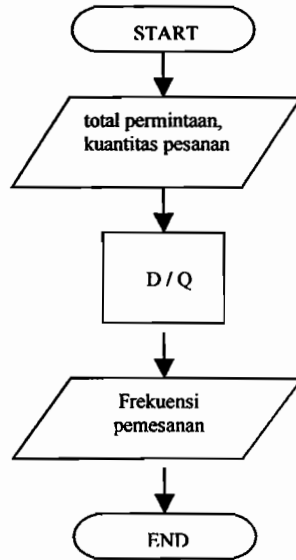 START
total permintaan,
kuantitas pesanan
D / Q
Frekuensi
pemesanan
END